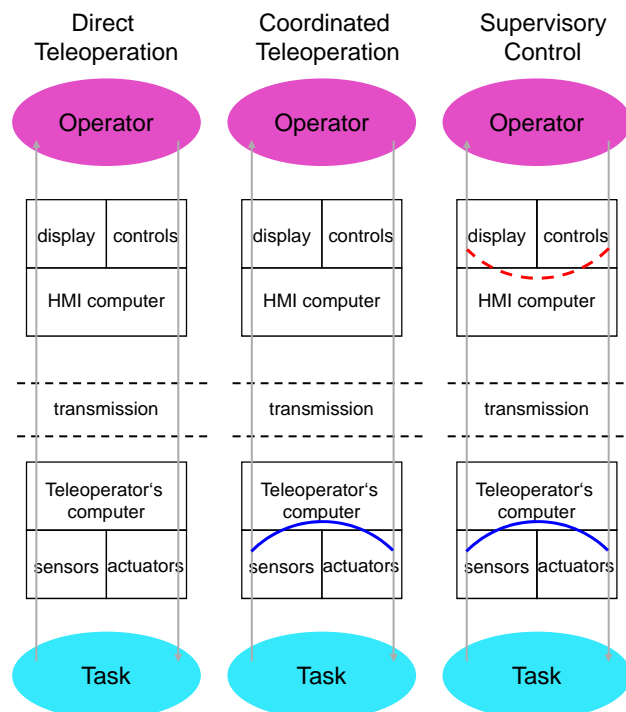 Direct
Teleoperation
Coordinated
Teleoperation
Supervisory
Control
Operator
Operator
Operator
display
controls
display
controls
display
controls
HMI computer
HMI computer
HMI computer
transmission
transmission
transmission
Teleoperator‘s
computer
Teleoperator‘s
computer
Teleoperator‘s
computer
sensors
actuators
sensors
actuators
sensors
actuators
Task
Task
Task